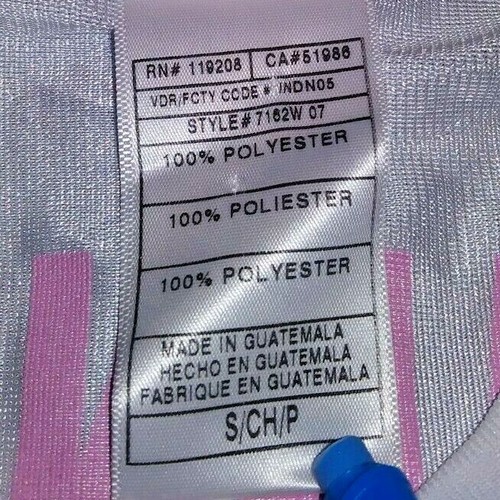 RN# 119208 CA#51986
VDR/FCTY CODE # INDN05
STYLE# 7162W 07
100% POLYESTER
100% POLIESTER
100% POLYESTER
MADE IN GUATEMALA
HECHO EN GUATEMALA
FABRIQUE EN GUATEMALA
S/CH/P